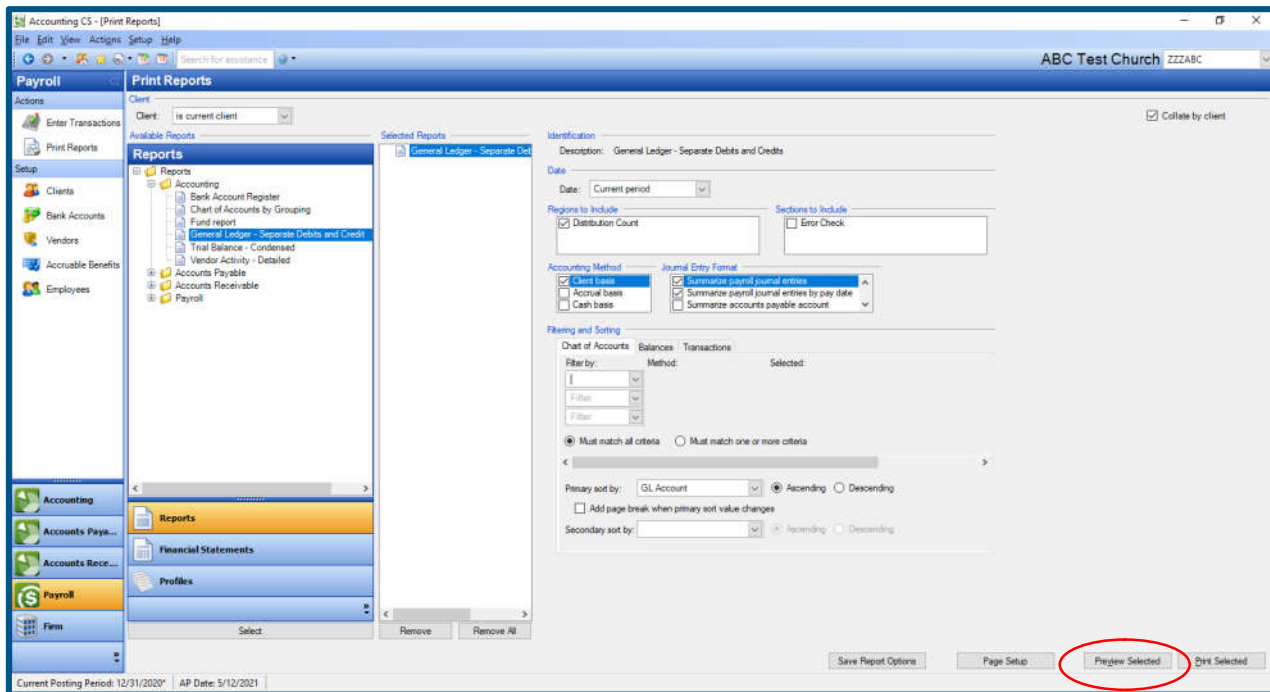 Accounting CS - [Print Reports]
File Edit View Actions Setup Help
Search for assistance
ABC Test Church ZZZABC
Payroll
Print Reports
Actions
Enter Transactions
Print Reports
Setup
Clients
Bank Accounts
Vendors
Accruable Benefits
Employees
Accounting
Accounts Paya...
Accounts Rece...
Payroll
Firm
Client
Client: is current client
Collate by client
Available Reports
Reports
Reports
Accounting
Bank Account Register
Chart of Accounts by Grouping
Fund report
General Ledger - Separate Debits and Credit
Trial Balance - Condensed
Vendor Activity - Detailed
Accounts Payable
Accounts Receivable
Payroll
Reports
Financial Statements
Profiles
Select
Selected Reports
General Ledger - Separate Deb
Remove Remove All
Identification
Description: General Ledger - Separate Debits and Credits
Date
Date: Current period
Regions to Include
Distribution Count
Sections to Include
Error Check
Accounting Method
Client basis
Accrual basis
Cash basis
Journal Entry Format
Summarize payroll journal entries
Summarize payroll journal entries by pay date
Summarize accounts payable account
Filtering and Sorting
Chart of Accounts Balances Transactions
Filter by: Method: Selected:
Filter
Filter
Must match all criteria Must match one or more criteria
Primary sort by: GL Account Ascending Descending
Add page break when primary sort value changes
Secondary sort by: Ascending Descending
Save Report Options Page Setup Preview Selected Print Selected
Current Posting Period: 12/31/2020* AP Date: 5/12/2021